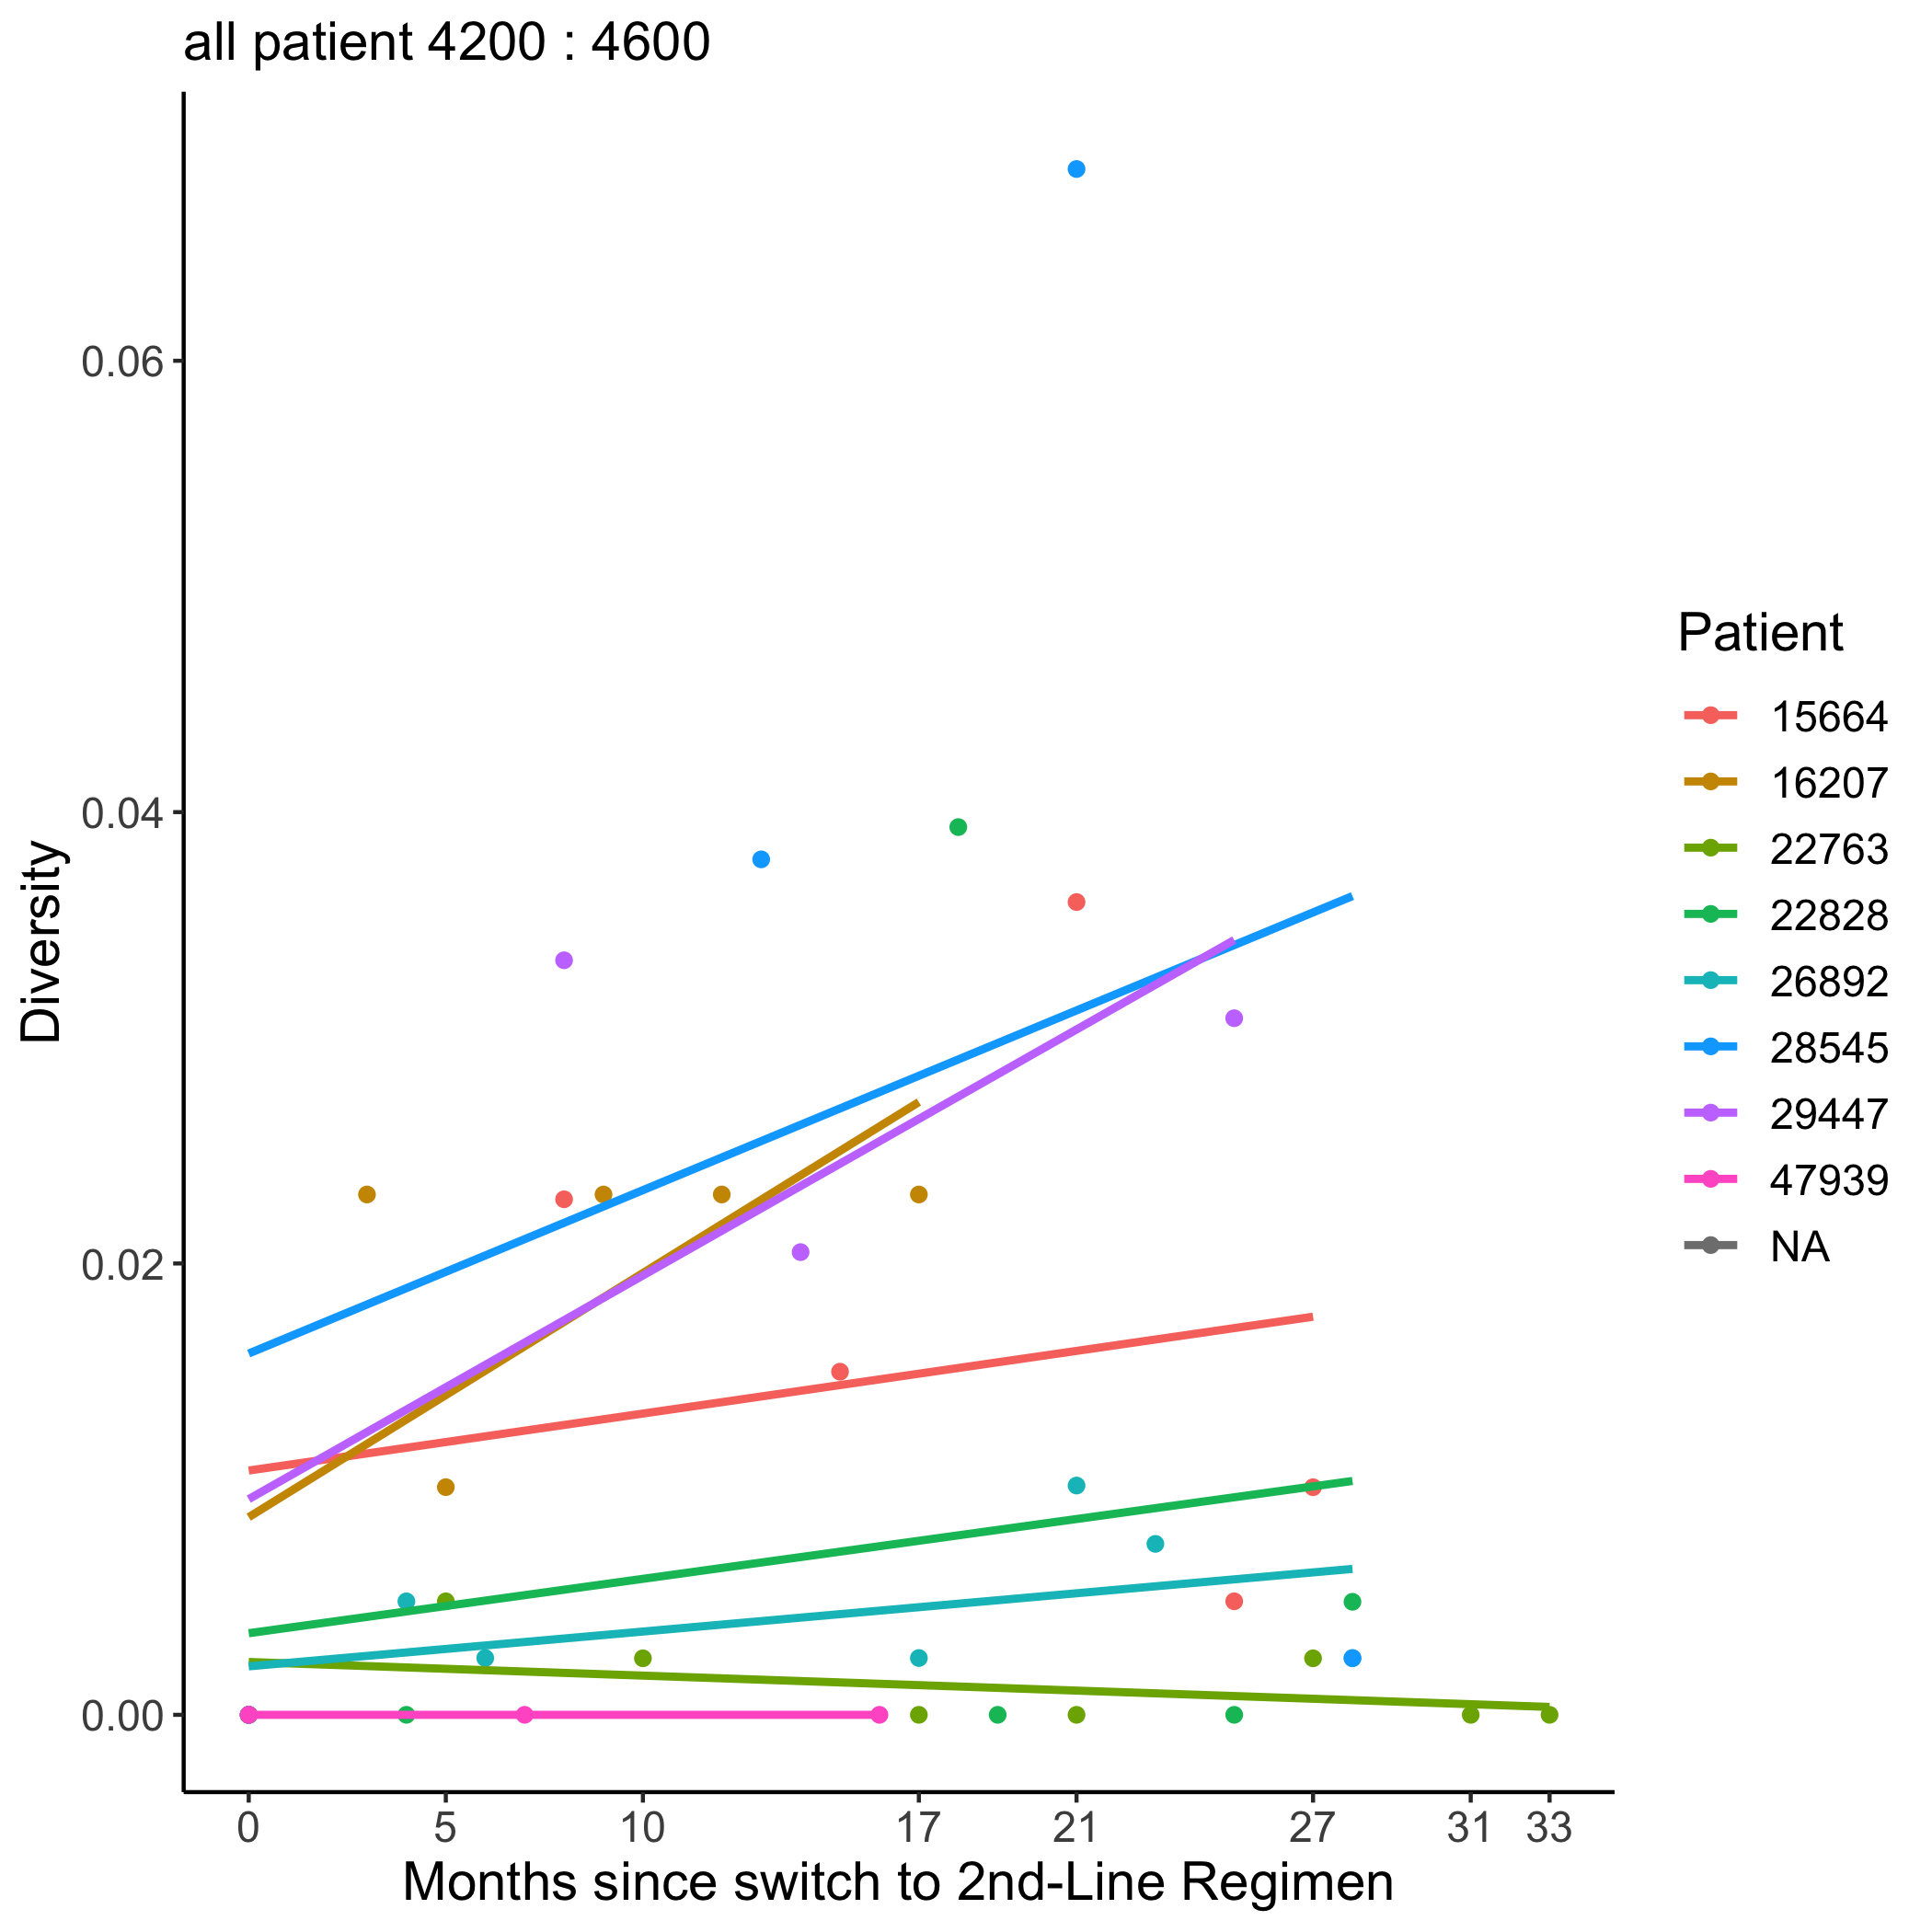 all patient 4200 : 4600
Diversity
0.06
0.04
0.02
0.00
0 5 10 17 21 27 31 33
Months since switch to 2nd-Line Regimen
Patient
15664
16207
22763
22828
26892
28545
29447
47939
NA